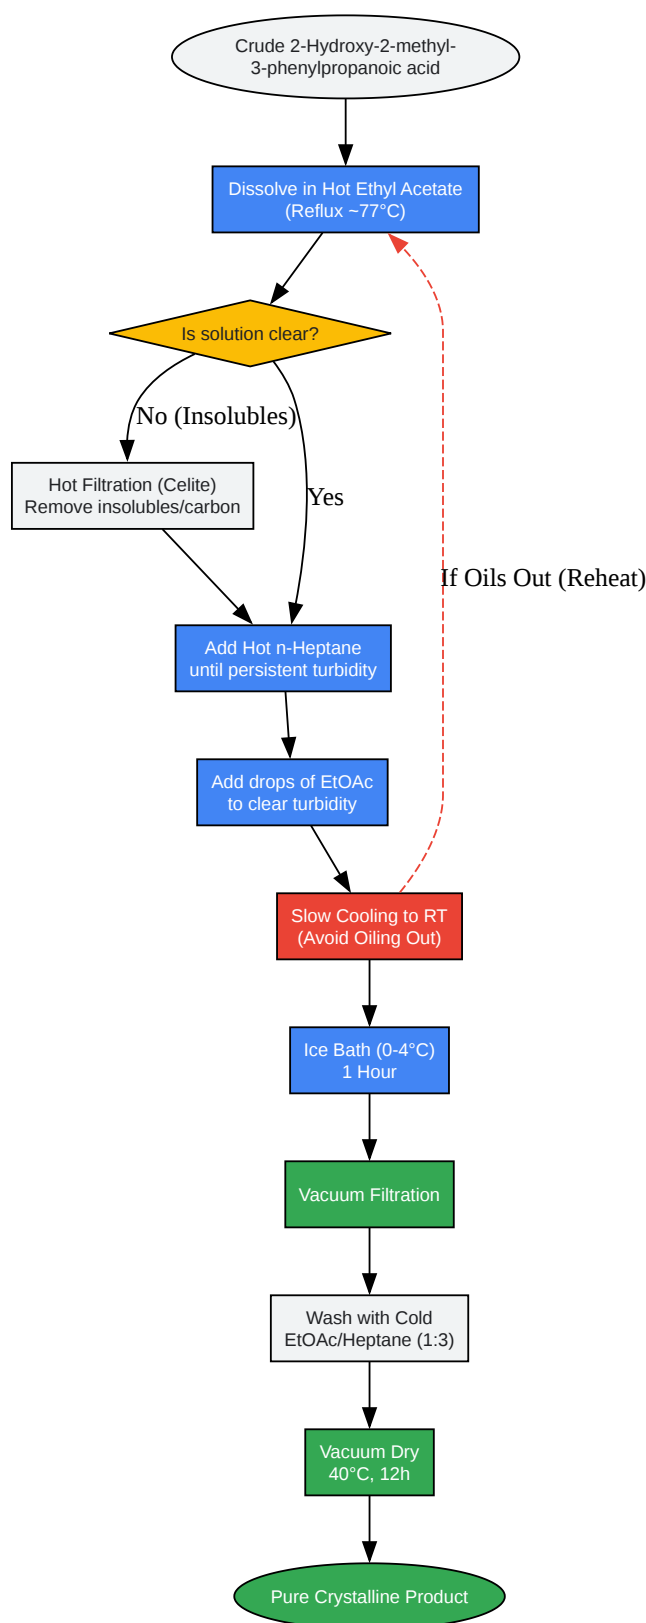 Crude 2-Hydroxy-2-methyl-
3-phenylpropanoic acid
Dissolve in Hot Ethyl Acetate
(Reflux ~77°C)
Is solution clear?
No (Insolubles)
Hot Filtration (Celite)
Remove insolubles/carbon
Yes
If Oils Out (Reheat)
Add Hot n-Heptane
until persistent turbidity
Add drops of EtOAc
to clear turbidity
Slow Cooling to RT
(Avoid Oiling Out)
Ice Bath (0-4°C)
1 Hour
Vacuum Filtration
Wash with Cold
EtOAc/Heptane (1:3)
Vacuum Dry
40°C, 12h
Pure Crystalline Product